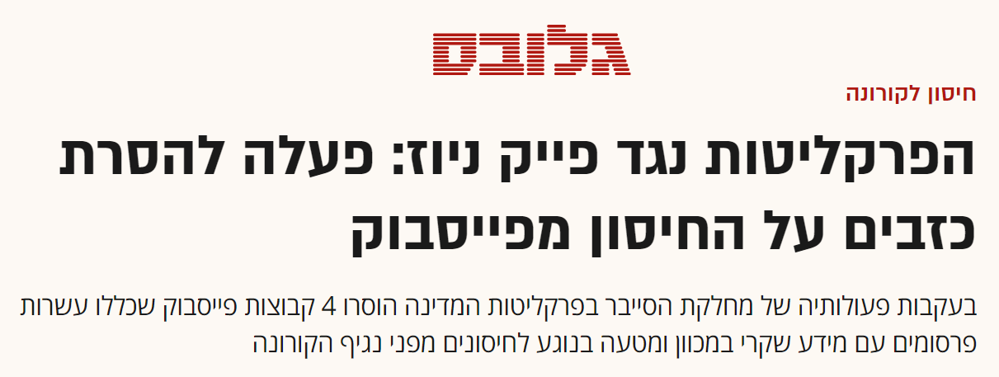 גלובס
חיסון לקורונה
הפרקליטות נגד פייק ניוז: פעלה להסרת
כזבים על החיסון מפייסבוק
בעקבות פעולותיה של מחלקת הסייבר בפרקליטות המדינה הוסרו 4 קבוצות פייסבוק שכללו עשרות
פרסומים עם מידע שקרי במכוון ומטעה בנוגע לחיסונים מפני נגיף הקורונה